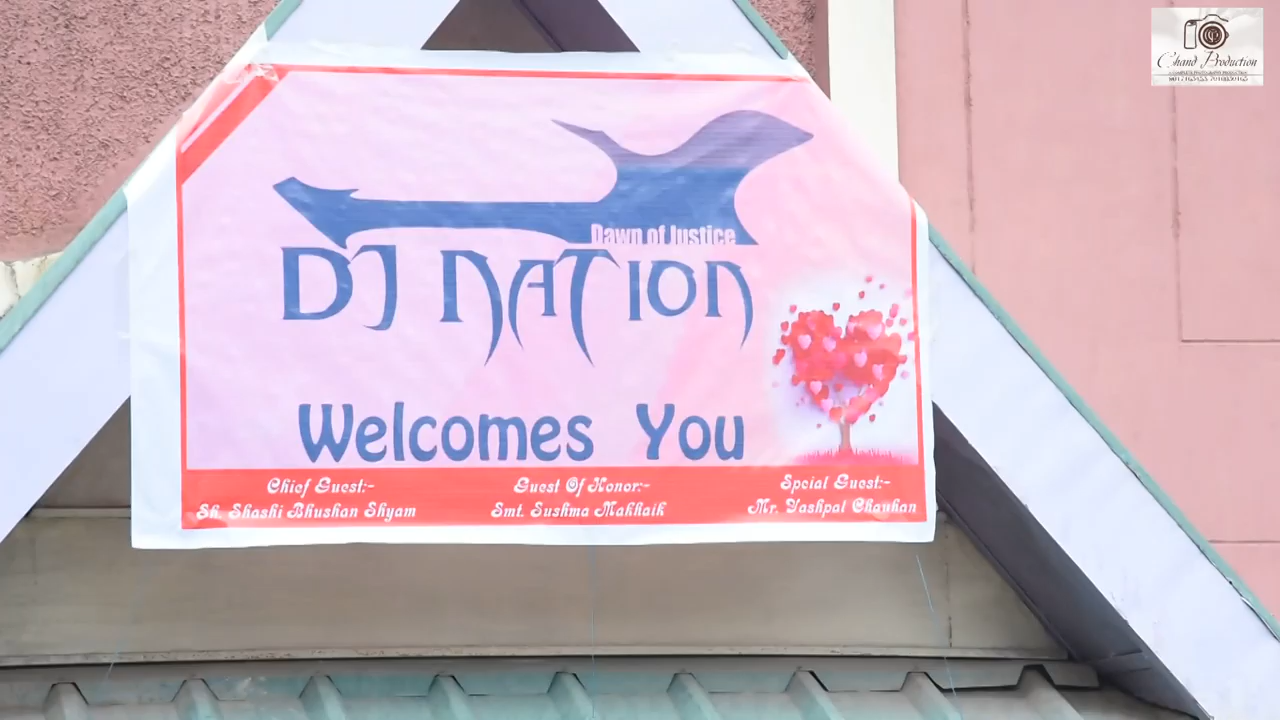 Chand Production
Dawn of Justice
DJ NATION
Welcomes You
Chief Guest:-
Sh. Shashi Bhushan Shyam
Guest Of Honor:-
Smt. Sushma Makhaik
Special Guest:-
Mr. Yashpal Chauhan